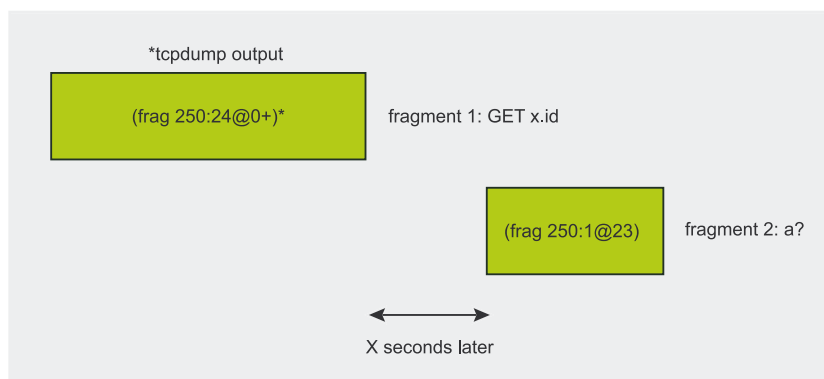 *tcpdump output
(frag 250:24@0+)*
fragment 1: GET x.id
(frag 250:1@23)
fragment 2: a?
X seconds later